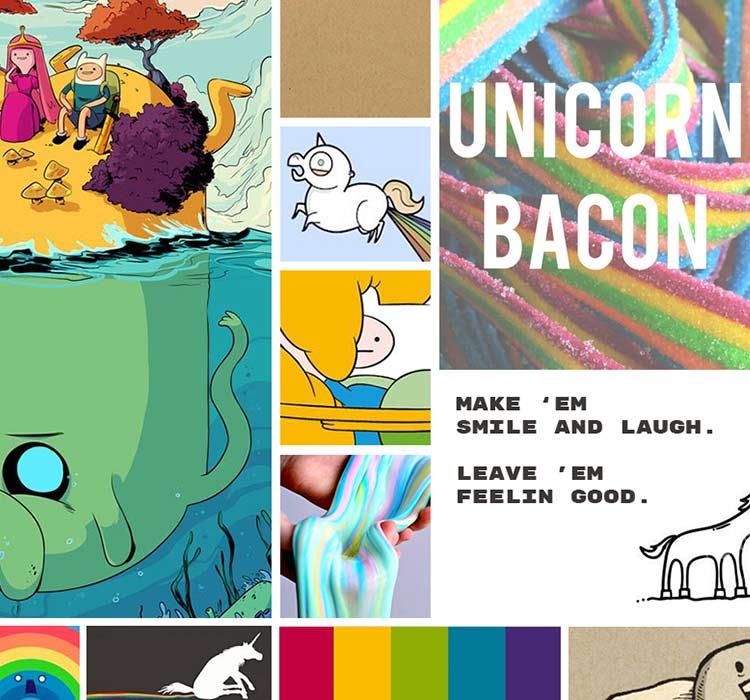 UNICORN
BACON
MAKE ‘EM
SMILE AND LAUGH.
LEAVE ’EM
FEELIN GOOD.